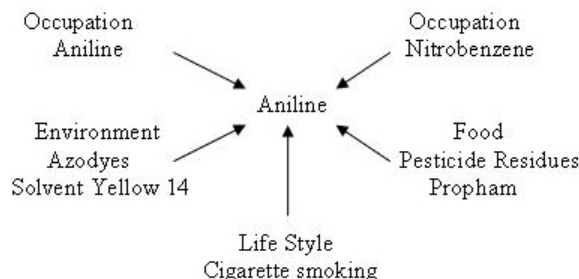 Occupation
Aniline
Occupation
Nitrobenzene
Aniline
Environment
Azodyes
Solvent Yellow 14
Food
Pesticide Residues
Propham
Life Style
Cigarette smoking